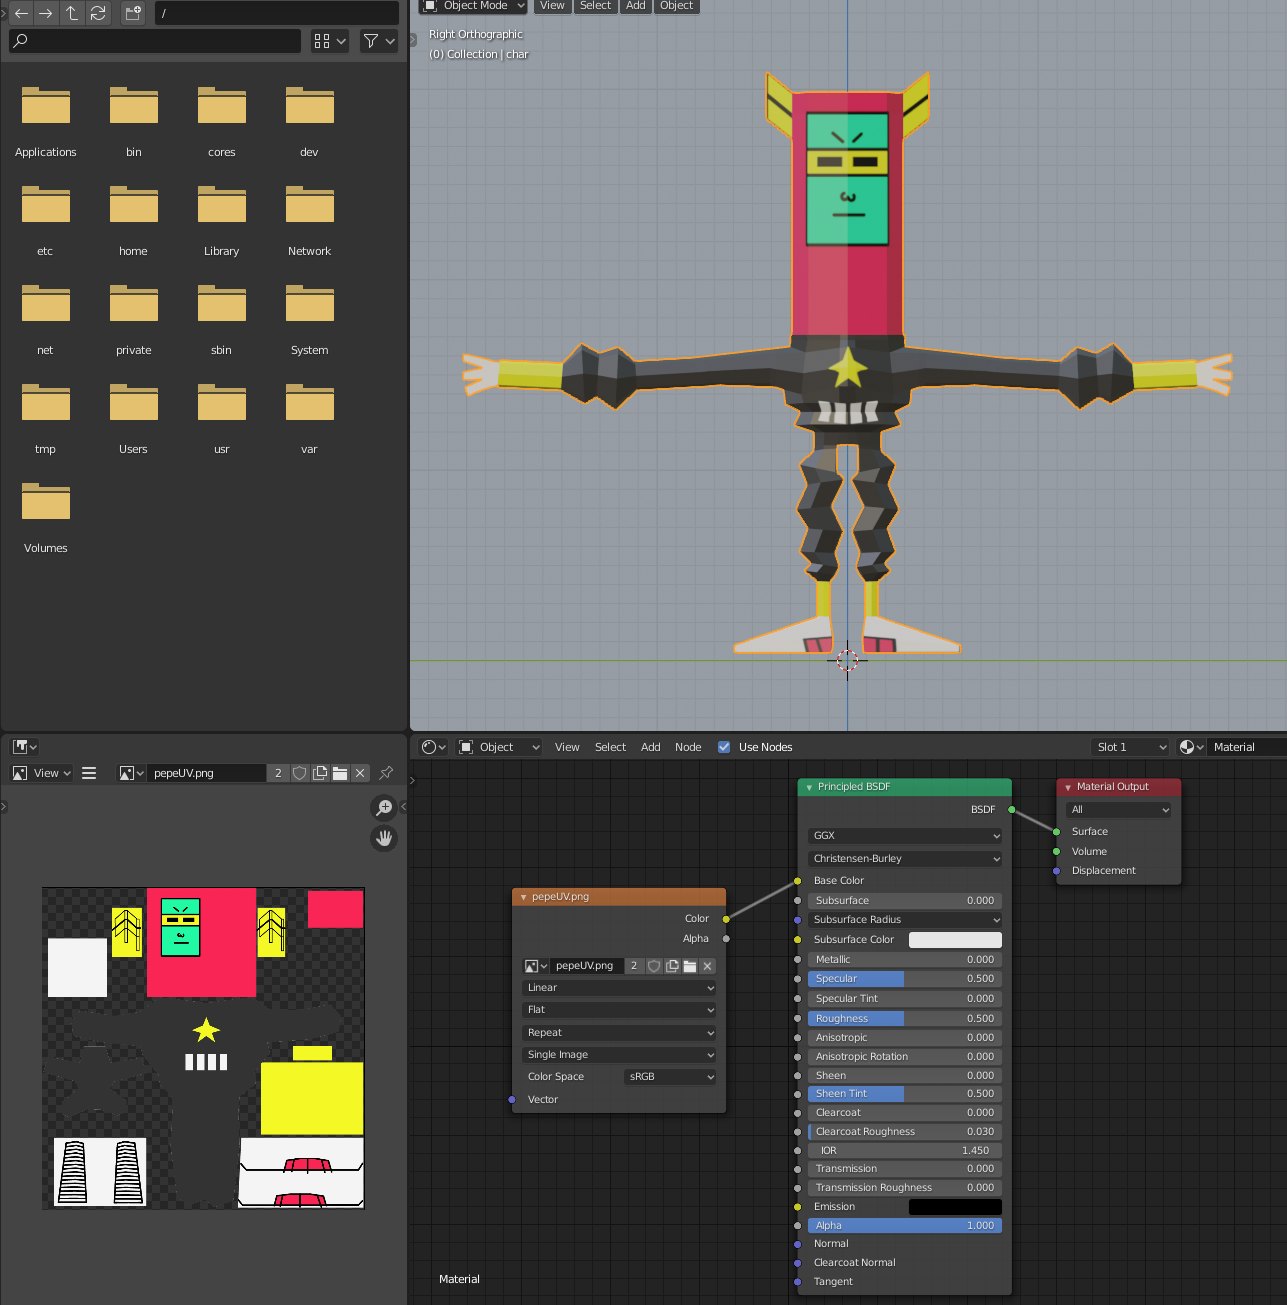 /
Applications
bin
cores
dev
etc
home
Library
Network
net
private
sbin
System
tmp
Users
usr
var
Volumes
Object Mode
View
Select
Add
Object
Right Orthographic
(0) Collection | char
View
pepeUV.png
2
Object
View
Select
Add
Node
Use Nodes
Slot 1
Material
pepeUV.png
Color
Alpha
pepeUV.png
2
Linear
Flat
Repeat
Single Image
Color Space
sRGB
Vector
Principled BSDF
BSDF
GGX
Christensen-Burley
Base Color
Subsurface 0.000
Subsurface Radius
Subsurface Color
Metallic 0.000
Specular 0.500
Specular Tint 0.000
Roughness 0.500
Anisotropic 0.000
Anisotropic Rotation 0.000
Sheen 0.000
Sheen Tint 0.500
Clearcoat 0.000
Clearcoat Roughness 0.030
IOR 1.450
Transmission 0.000
Transmission Roughness 0.000
Emission
Alpha 1.000
Normal
Clearcoat Normal
Tangent
Material Output
All
Surface
Volume
Displacement
Material